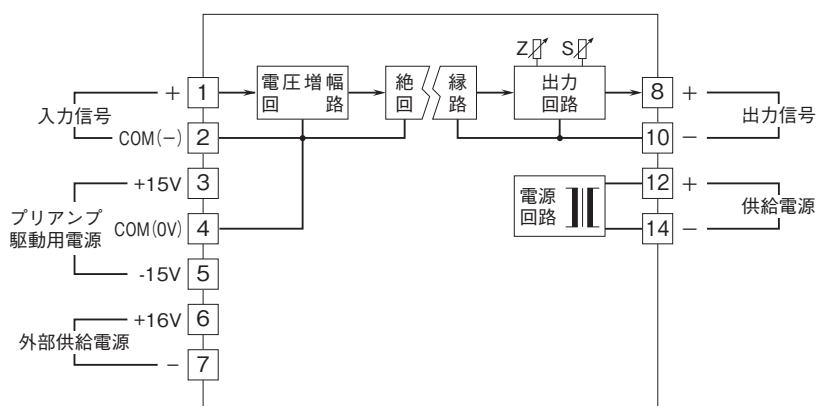 Z S
+ 1 電圧増幅 絶 縁 出力 8 +
回 路 回 路 回路
入力信号 出力信号
COM(−) 2 10 −
+15V 3 12 +
プリアンプ 電源 供給電源
駆動用電源 COM(0V) 4 回路 14 −
-15V 5
+16V 6
外部供給電源
− 7